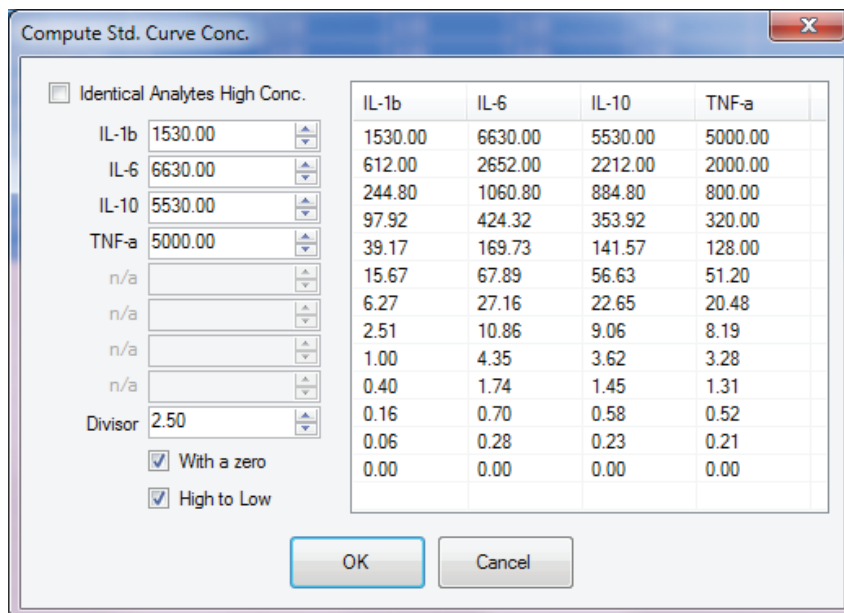 Compute Std. Curve Conc.
Identical Analytes High Conc.
IL-1b 1530.00
IL-6 6630.00
IL-10 5530.00
TNF-a 5000.00
n/a
n/a
n/a
n/a
Divisor 2.50
With a zero
High to Low
IL-1b IL-6 IL-10 TNF-a
1530.00 6630.00 5530.00 5000.00
612.00 2652.00 2212.00 2000.00
244.80 1060.80 884.80 800.00
97.92 424.32 353.92 320.00
39.17 169.73 141.57 128.00
15.67 67.89 56.63 51.20
6.27 27.16 22.65 20.48
2.51 10.86 9.06 8.19
1.00 4.35 3.62 3.28
0.40 1.74 1.45 1.31
0.16 0.70 0.58 0.52
0.06 0.28 0.23 0.21
0.00 0.00 0.00 0.00
OK Cancel